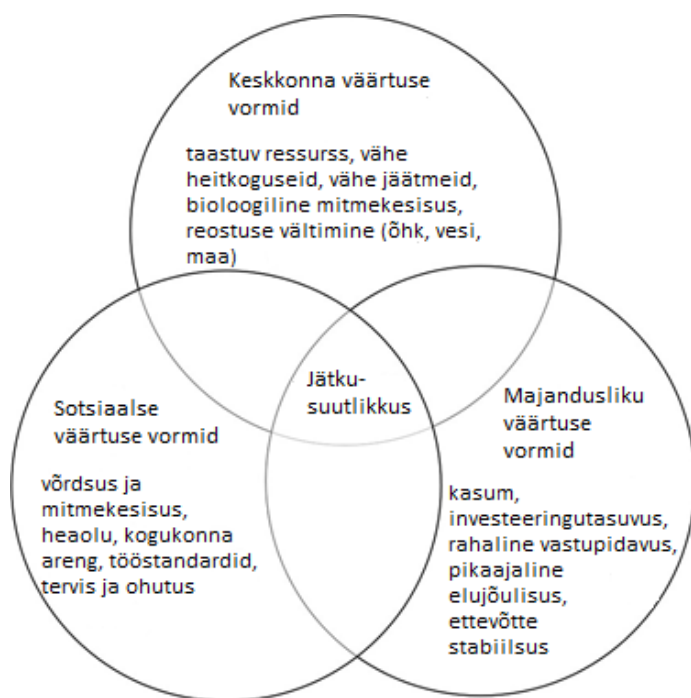 Keskkonna väärtuse
vormid
taastuv ressurss, vähe
heitkoguseid, vähe jäätmeid,
bioloogiline mitmekesisus,
reostuse vältimine (õhk, vesi,
maa)
Jätku-
suutlikkus
Sotsiaalse
väärtuse vormid
võrdsus ja
mitmekesisus,
heaolu, kogukonna
areng, tööstandardid,
tervis ja ohutus
Majandusliku
väärtuse
vormid
kasum,
investeeringutasuvus,
rahaline vastupidavus,
pikaajaline
elujõulisus,
ettevõtte
stabiilsus